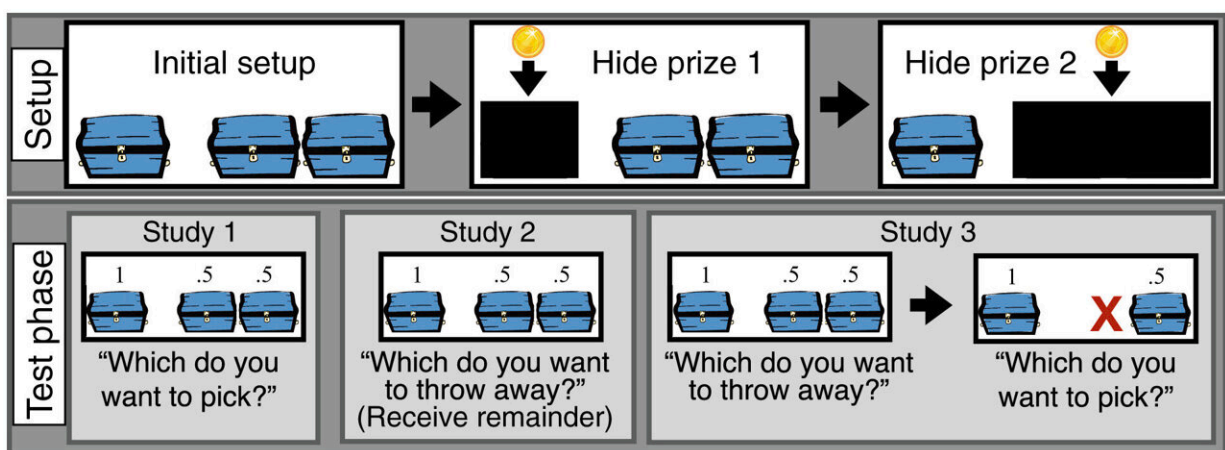 Setup
Initial setup
Hide prize 1
Hide prize 2
Test phase
Study 1
1 .5 .5
“Which do you
want to pick?”
Study 2
1 .5 .5
“Which do you want
to throw away?”
(Receive remainder)
Study 3
1 .5 .5
“Which do you want
to throw away?”
1 .5
X
“Which do you
want to pick?”